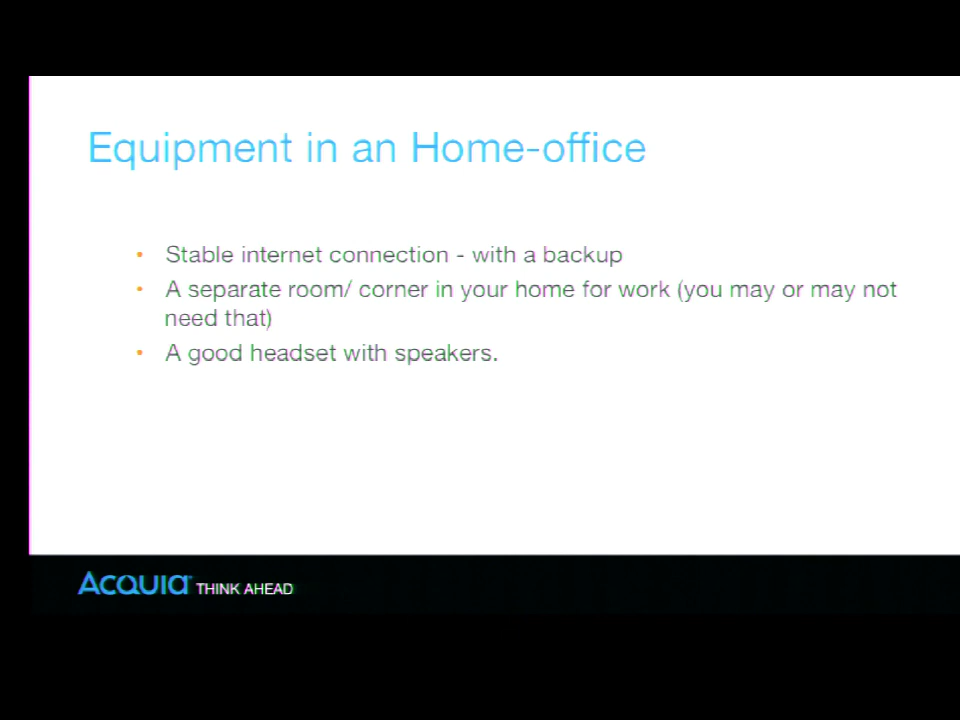 Equipment in an Home-office
• Stable internet connection - with a backup
• A separate room/ corner in your home for work (you may or may not
need that)
• A good headset with speakers.
ACQUIA THINK AHEAD